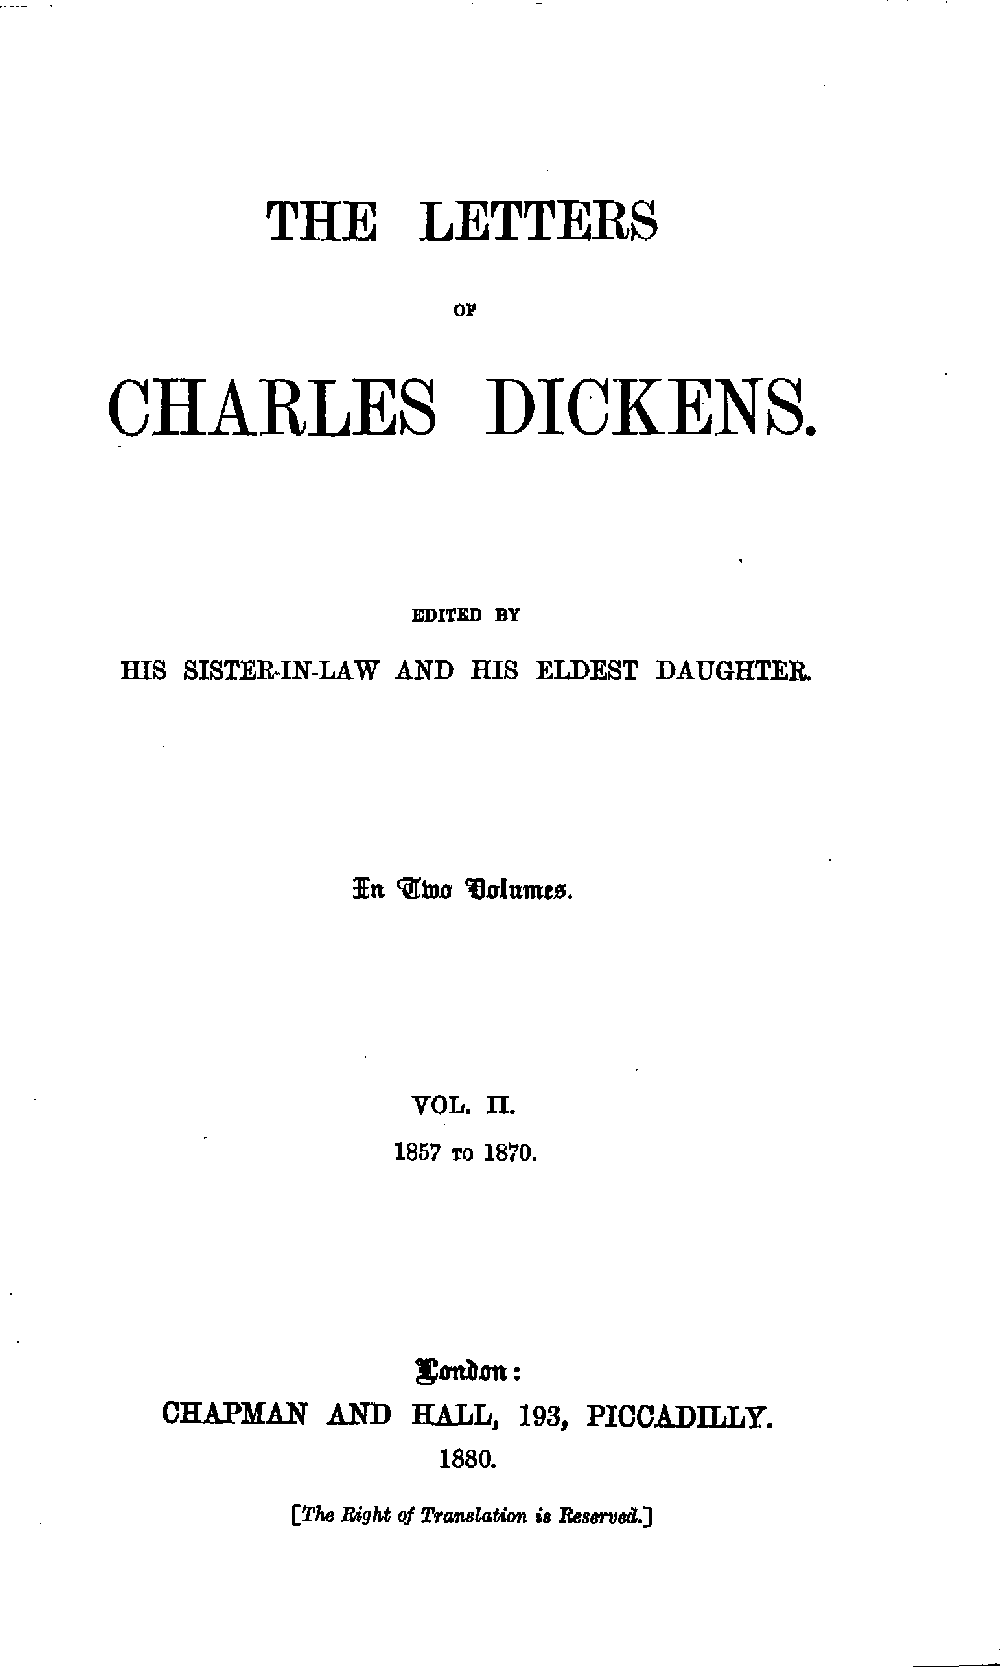 THE LETTERS
OF
CHARLES DICKENS.
EDITED BY
HIS SISTER-IN-LAW AND HIS ELDEST DAUGHTER.
In Two Volumes.
VOL. II.
1857 TO 1870.
London:
CHAPMAN AND HALL, 193, PICCADILLY.
1880.
[The Right of Translation is Reserved.]